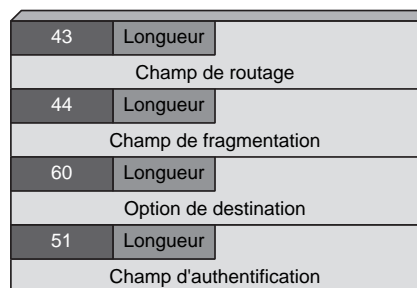 43 Longueur
Champ de routage
44 Longueur
Champ de fragmentation
60 Longueur
Option de destination
51 Longueur
Champ d'authentification